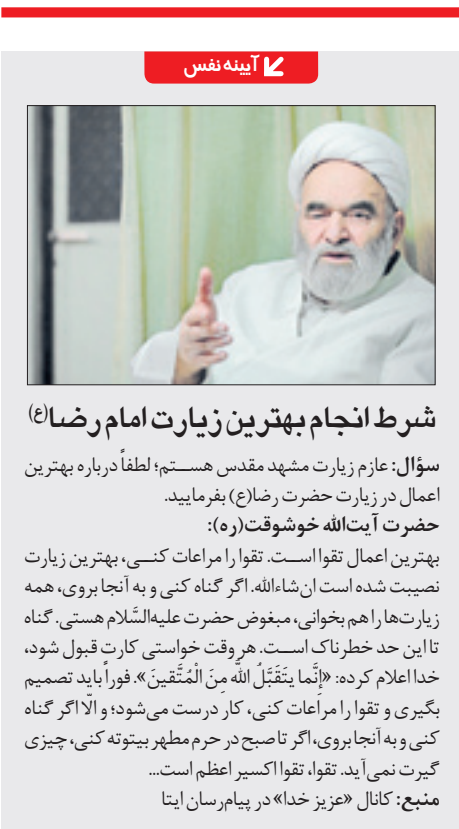 آیینه نفس
شرط انجام بهترین زیارت امام رضا(ع)
سؤال: عازم زیارت مشهد مقدس هستم؛ لطفاً درباره بهترین
اعمال در زیارت حضرت رضا(ع) بفرمایید.
حضرت آیت‌الله خوشوقت(ره):
بهترین اعمال تقوا است. تقوا را مراعات کنی، بهترین زیارت
نصیبت شده است ان‌شاءالله. اگر گناه کنی و به آنجا بروی، همه
زیارت‌ها را هم بخوانی، مبغوض حضرت علیه‌السَّلام هستی. گناه
تا این حد خطرناک است. هر وقت خواستی کارت قبول شود،
خدا اعلام کرده: «إِنَّما یتَقَبَّلُ اللَّه مِنَ الْمُتَّقینَ». فوراً باید تصمیم
بگیری و تقوا را مراعات کنی، کار درست می‌شود؛ و الّا اگر گناه
کنی و به آنجا بروی، اگر تا صبح در حرم مطهر بیتوته کنی، چیزی
گیرت نمی‌آید. تقوا، تقوا اکسیر اعظم است...
منبع: کانال «عزیز خدا» در پیام‌رسان ایتا